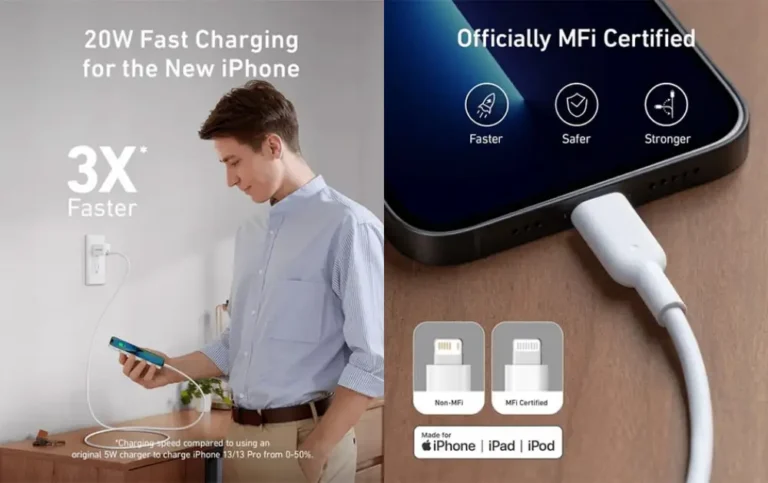 20W Fast Charging
for the New iPhone
3X*
Faster
*Charging speed compared to using an
original 5W charger to charge iPhone 13/13 Pro from 0-50%.
Officially MFi Certified
Faster
Safer
Stronger
Non-MFi
MFi Certified
Made for
iPhone | iPad | iPod